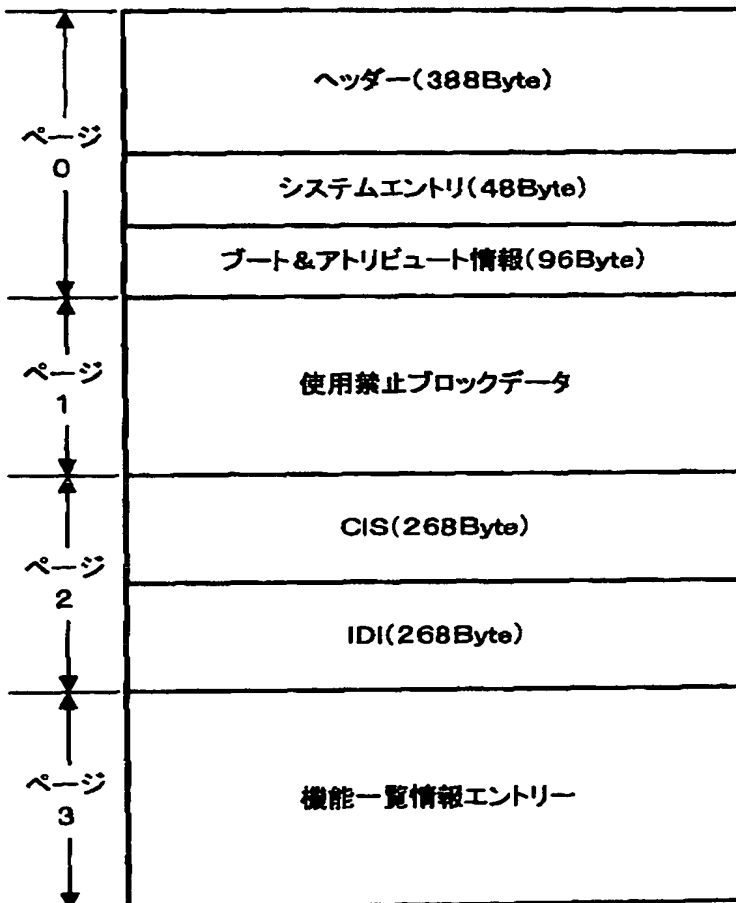 ページ
0
ヘッダー(388Byte)
システムエントリ(48Byte)
ブート&アトリビュート情報(96Byte)
ページ
1
使用禁止ブロックデータ
ページ
2
CIS(268Byte)
IDI(268Byte)
ページ
3
機能一覧情報エントリー